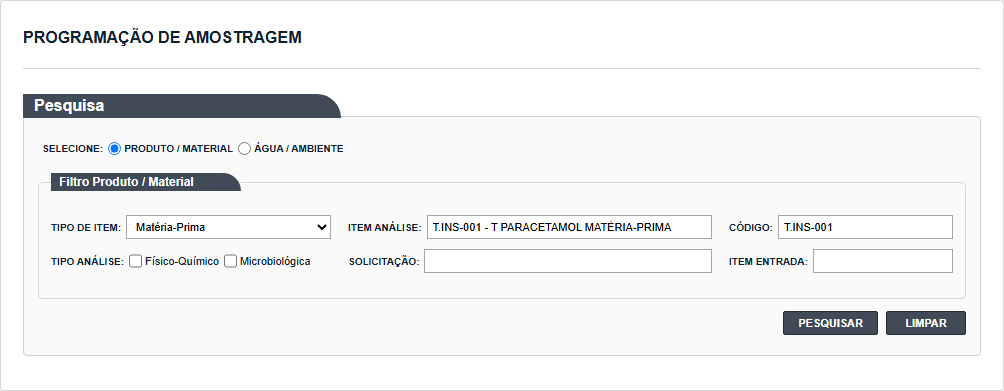 PROGRAMAÇÃO DE AMOSTRAGEM
Pesquisa
SELECIONE: PRODUTO / MATERIAL ÁGUA / AMBIENTE
Filtro Produto / Material
TIPO DE ITEM: Matéria-Prima ITEM ANÁLISE: T.INS-001 - T PARACETAMOL MATÉRIA-PRIMA CÓDIGO: T.INS-001
TIPO ANÁLISE: Físico-Químico Microbiológica SOLICITAÇÃO: ITEM ENTRADA:
PESQUISAR LIMPAR